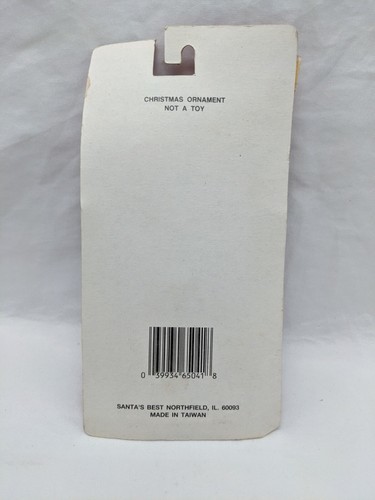 CHRISTMAS ORNAMENT
NOT A TOY
0 39934 65041 8
SANTA'S BEST NORTHFIELD, IL. 60093
MADE IN TAIWAN